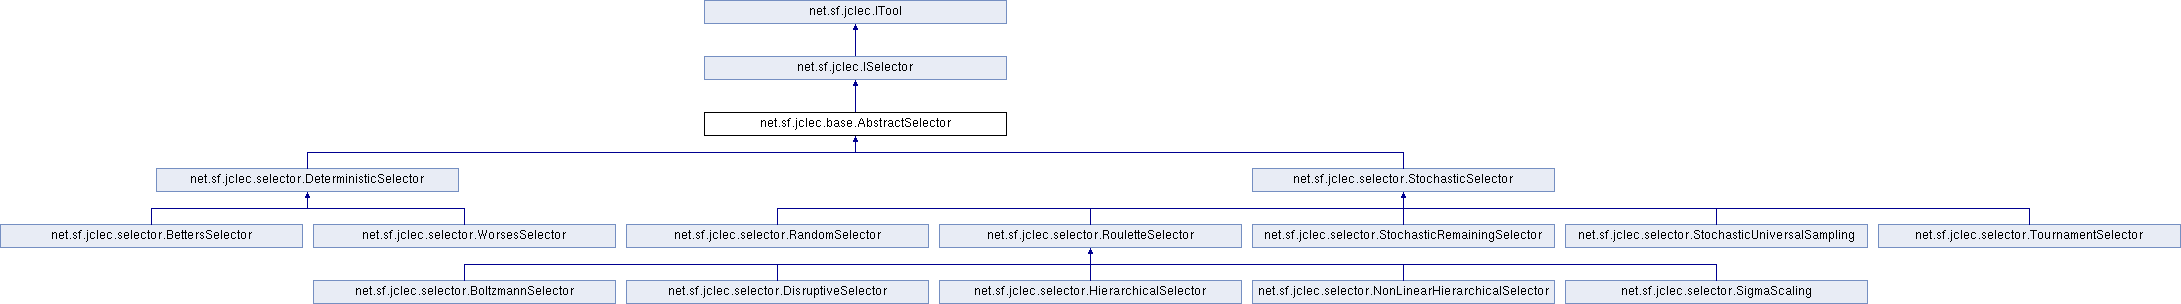 net.sf.jclec.ITool
net.sf.jclec.ISelector
net.sf.jclec.base.AbstractSelector
net.sf.jclec.selector.DeterministicSelector
net.sf.jclec.selector.StochasticSelector
net.sf.jclec.selector.BettersSelector
net.sf.jclec.selector.WorsesSelector
net.sf.jclec.selector.RandomSelector
net.sf.jclec.selector.RouletteSelector
net.sf.jclec.selector.StochasticRemainingSelector
net.sf.jclec.selector.StochasticUniversalSampling
net.sf.jclec.selector.TournamentSelector
net.sf.jclec.selector.BoltzmannSelector
net.sf.jclec.selector.DisruptiveSelector
net.sf.jclec.selector.HierarchicalSelector
net.sf.jclec.selector.NonLinearHierarchicalSelector
net.sf.jclec.selector.SigmaScaling